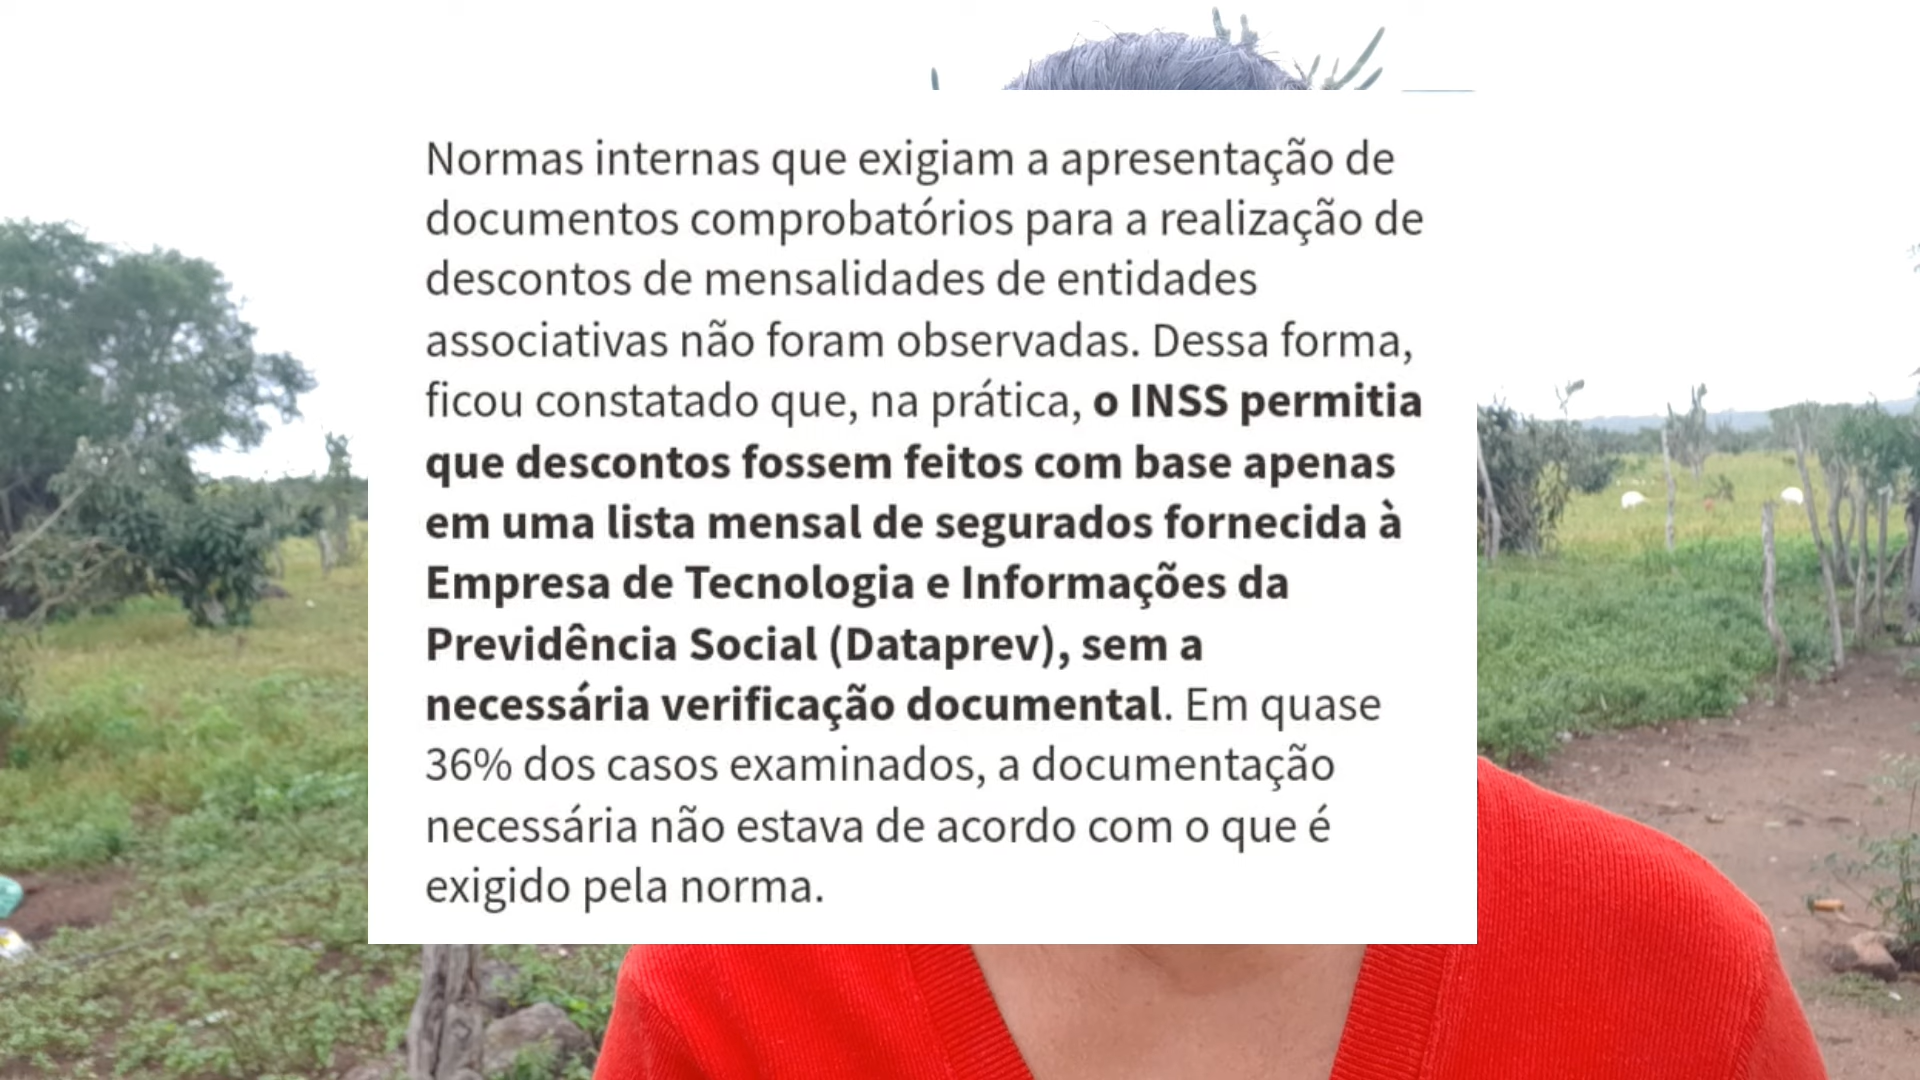 Normas internas que exigiam a apresentação de
documentos comprobatórios para a realização de
descontos de mensalidades de entidades
associativas não foram observadas. Dessa forma,
ficou constatado que, na prática, o INSS permitia
que descontos fossem feitos com base apenas
em uma lista mensal de segurados fornecida à
Empresa de Tecnologia e Informações da
Previdência Social (Dataprev), sem a
necessária verificação documental. Em quase
36% dos casos examinados, a documentação
necessária não estava de acordo com o que é
exigido pela norma.